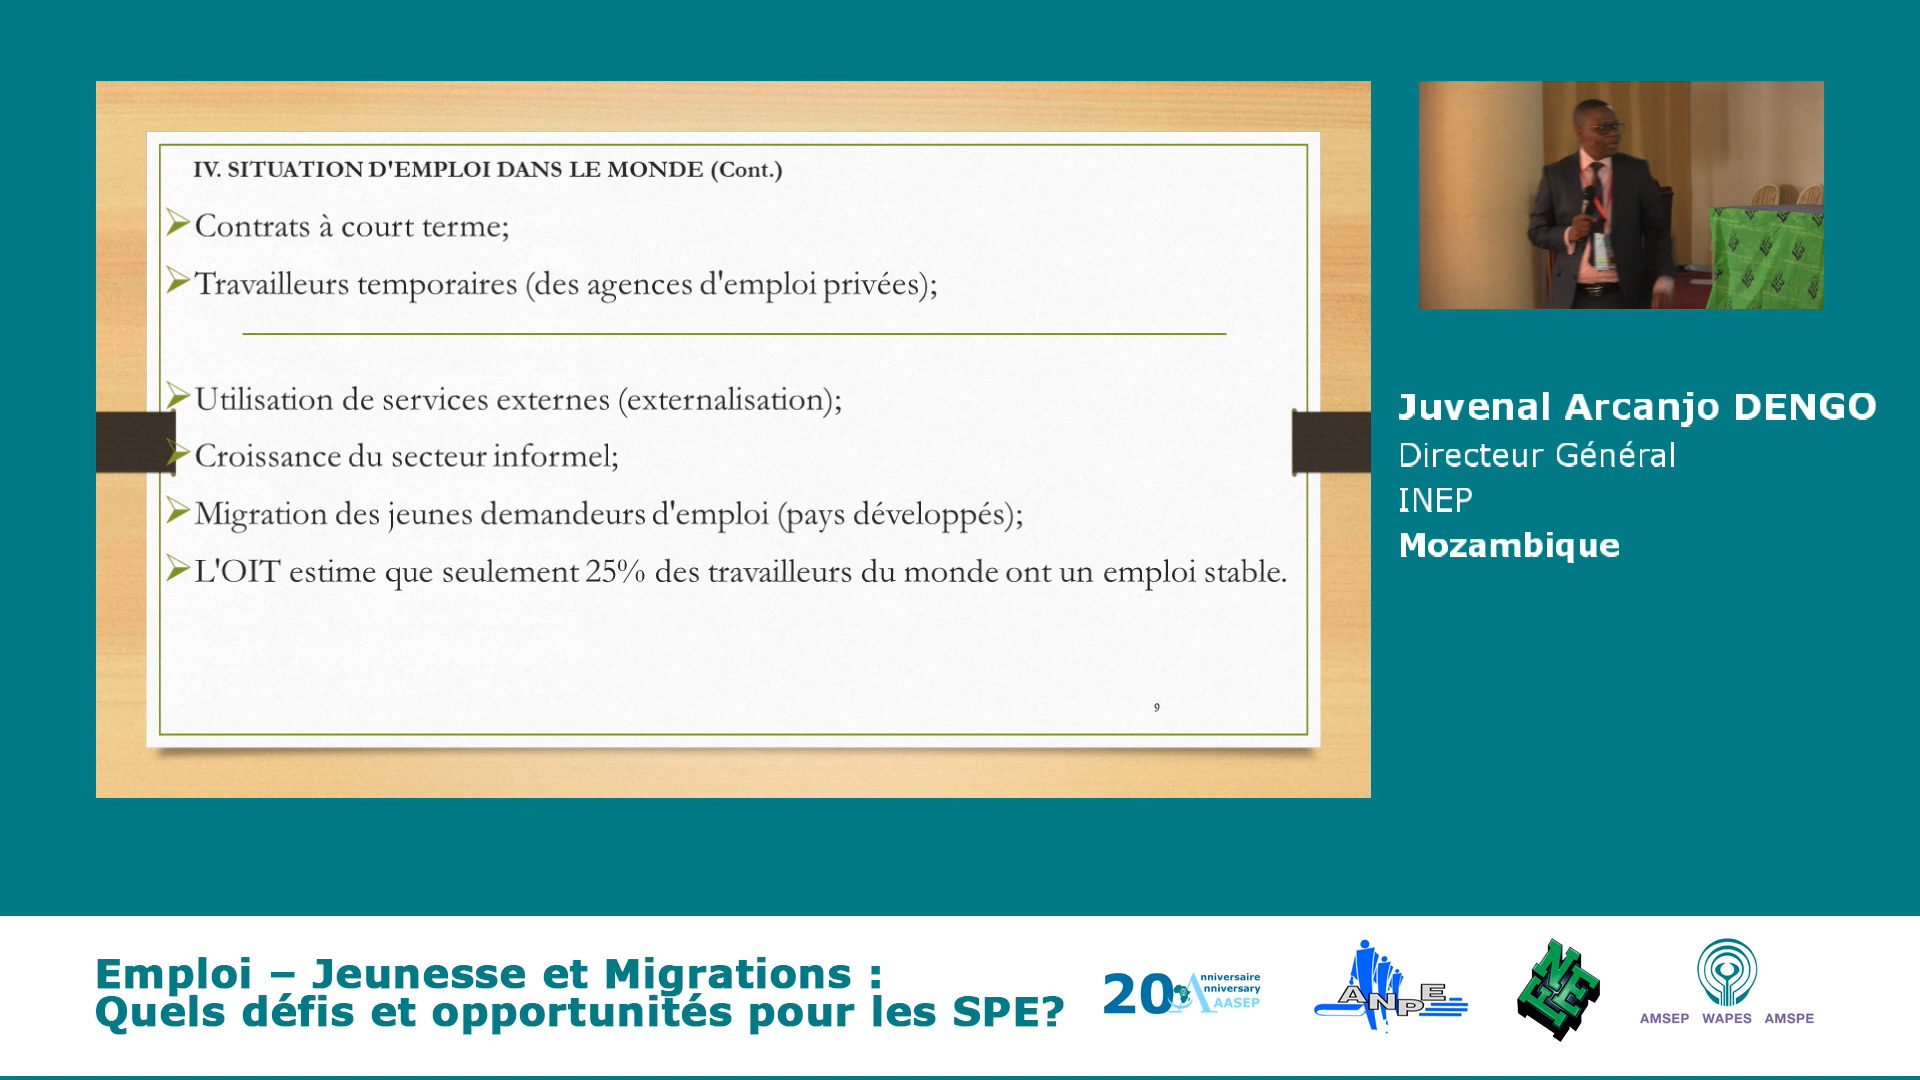 IV. SITUATION D'EMPLOI DANS LE MONDE (Cont.)
Contrats à court terme;
Travailleurs temporaires (des agences d'emploi privées);
Utilisation de services externes (externalisation);
Croissance du secteur informel;
Migration des jeunes demandeurs d'emploi (pays développés);
L'OIT estime que seulement 25% des travailleurs du monde ont un emploi stable.
9
Juvenal Arcanjo DENGO
Directeur Général
INEP
Mozambique
Emploi – Jeunesse et Migrations :
Quels défis et opportunités pour les SPE?
20 Anniversaire
Anniversary
AASEP
ANPE
NEEF
AMSEP WAPES AMSPE